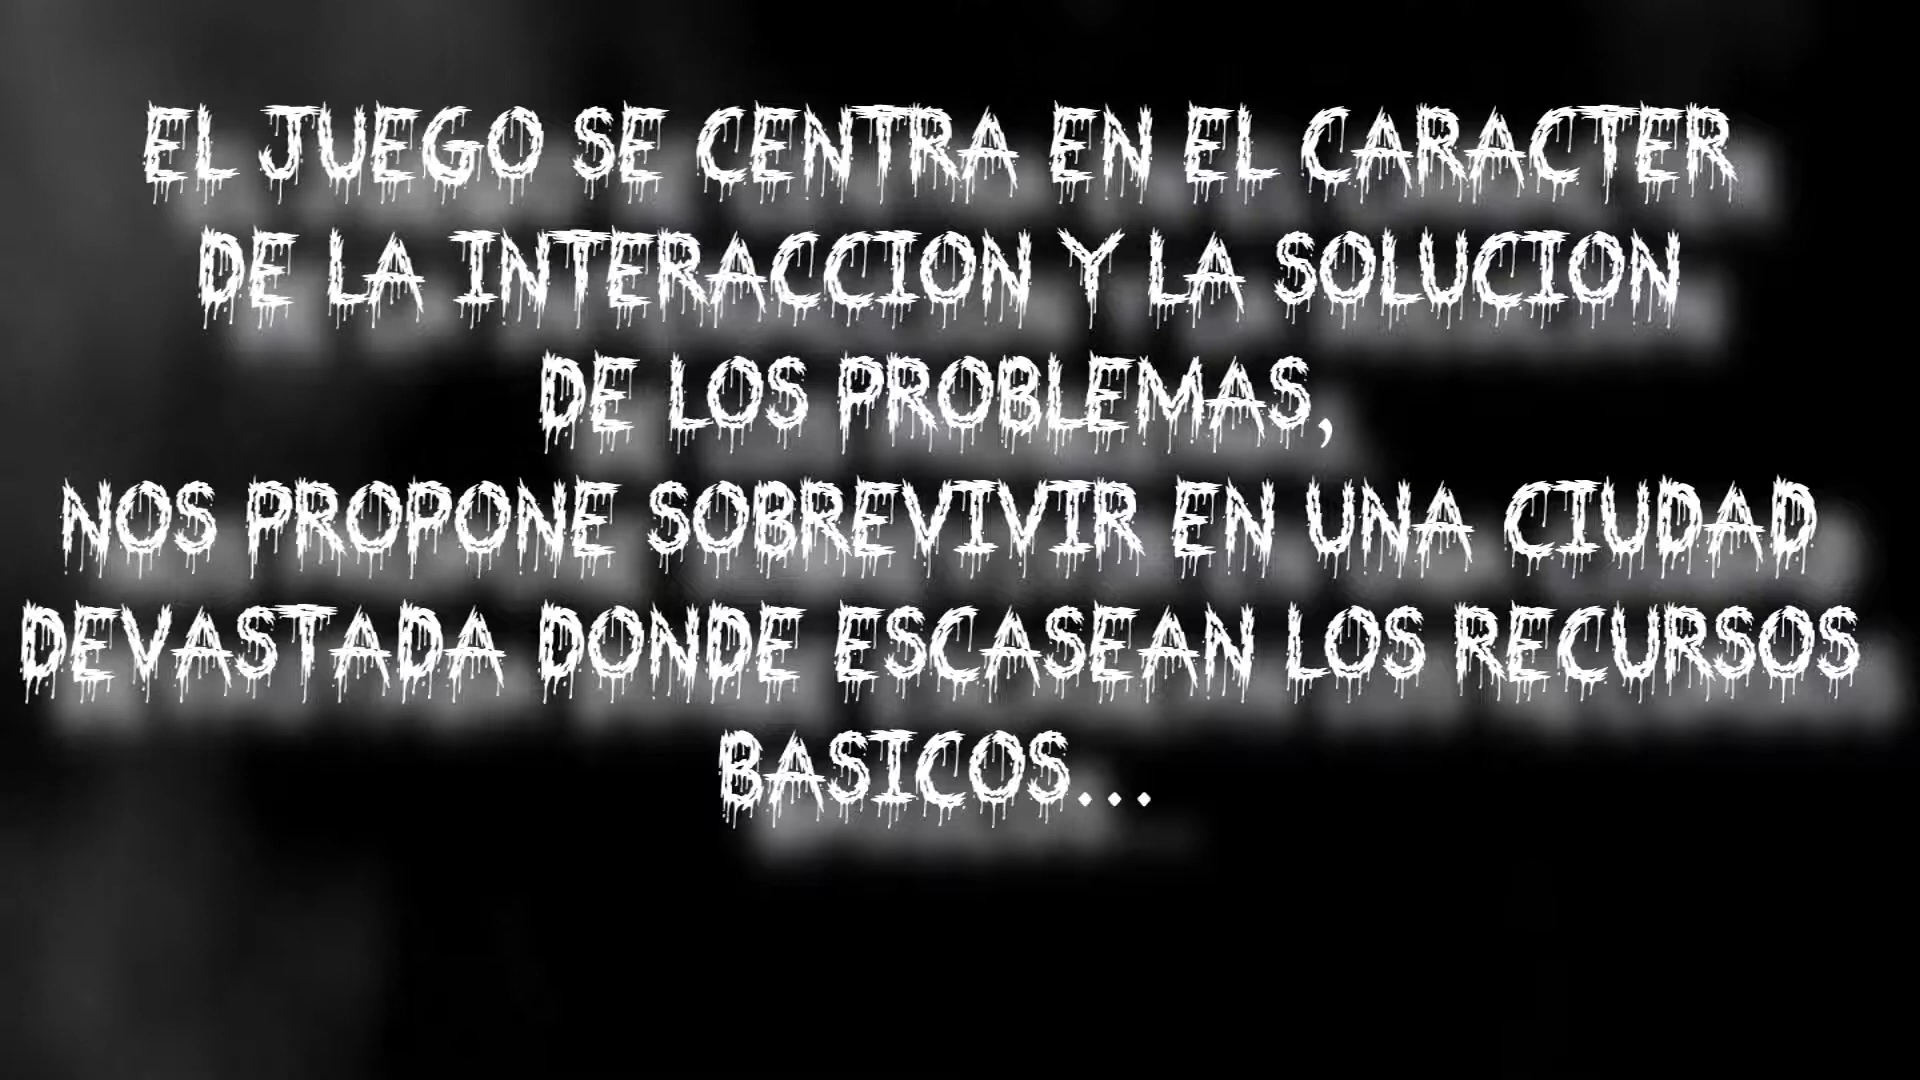 EL JUEGO SE CENTRA EN EL CARACTER
DE LA INTERACCION Y LA SOLUCION
DE LOS PROBLEMAS,
NOS PROPONE SOBREVIVIR EN UNA CIUDAD
DEVASTADA DONDE ESCASEAN LOS RECURSOS
BASICOS...